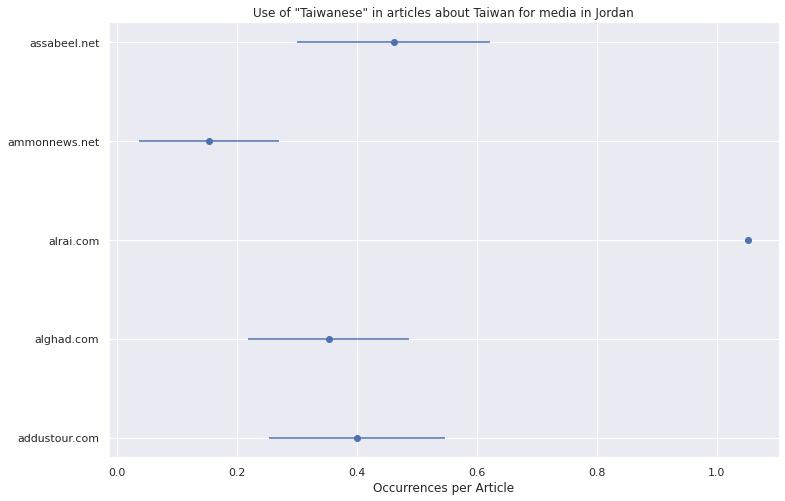 Use of "Taiwanese" in articles about Taiwan for media in Jordan
assabeel.net
ammonnews.net
alrai.com
alghad.com
addustour.com
0.0 0.2 0.4 0.6 0.8 1.0
Occurrences per Article